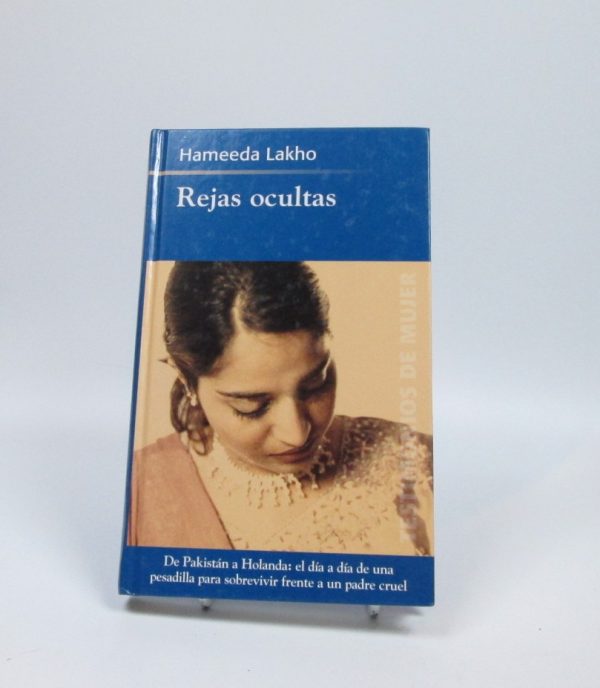 Hameeda Lakho
Rejas ocultas
TESTIMONIOS DE MUJER
De Pakistán a Holanda: el día a día de una
pesadilla para sobrevivir frente a un padre cruel